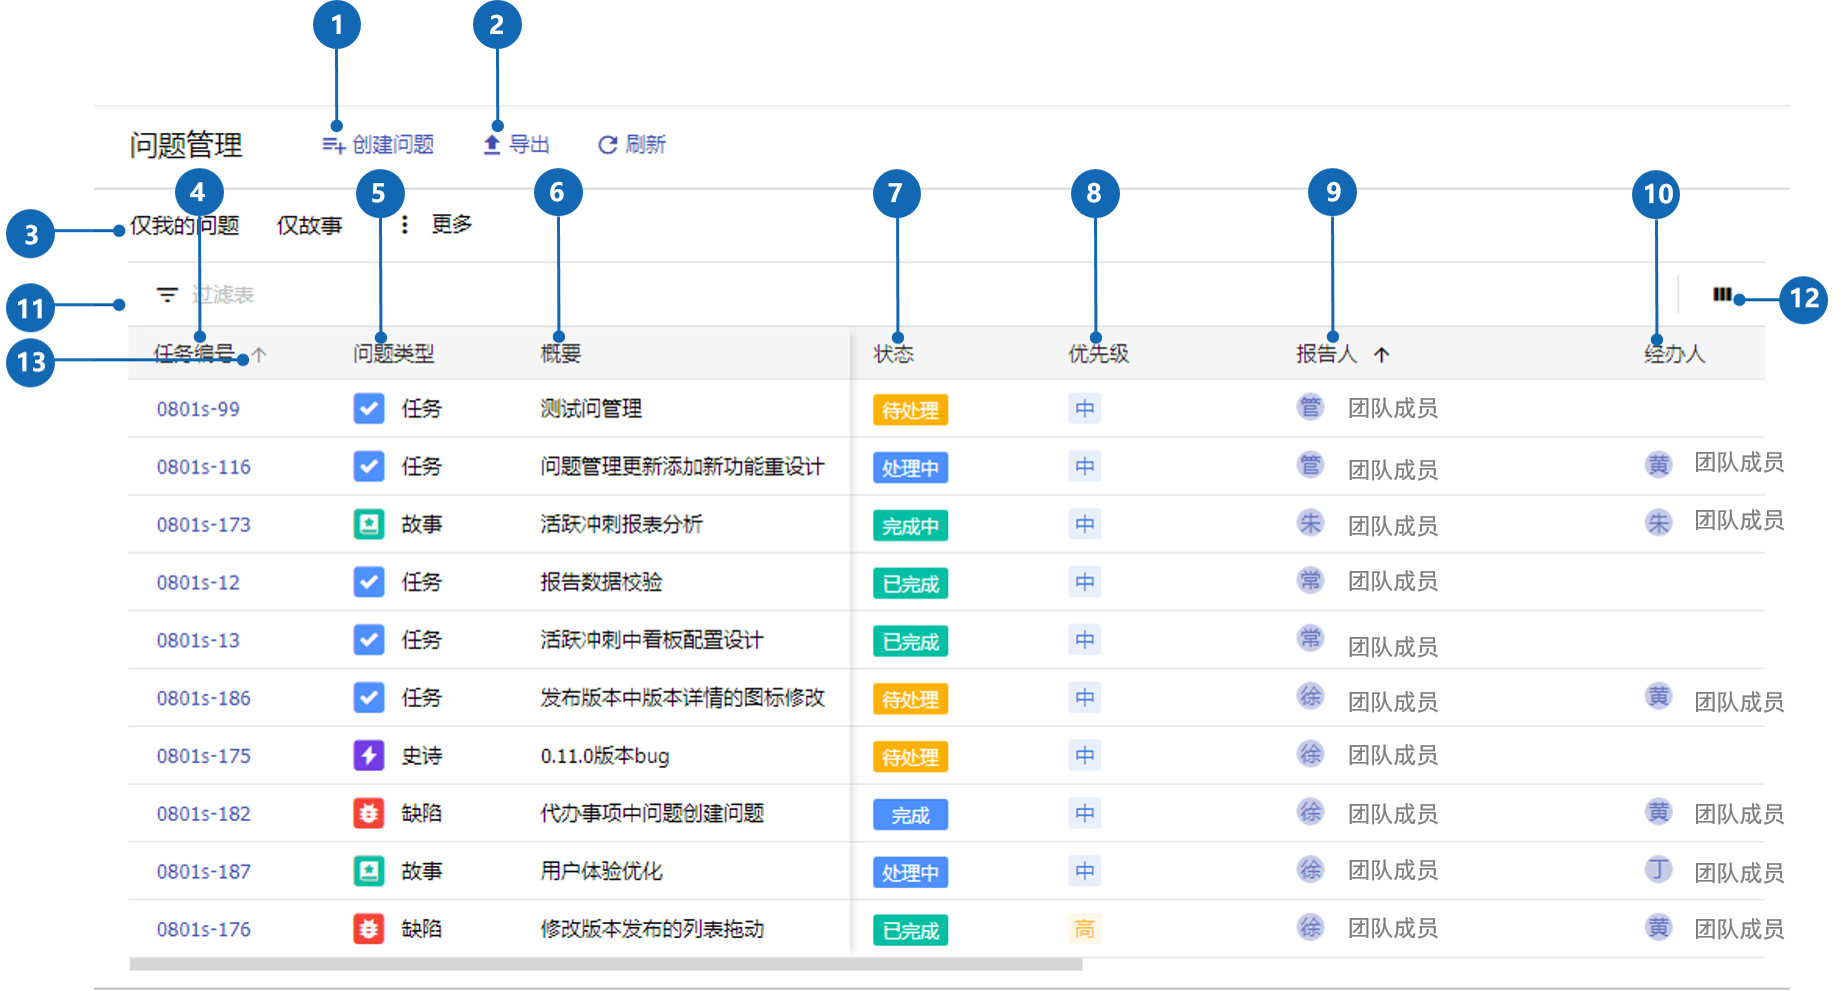 1 2
问题管理 创建问题 导出 刷新
4 5 6 7 8 9 10
3 仅我的问题 仅故事 更多
11 过滤表 12
13 任务编号 问题类型 概要 状态 优先级 报告人 经办人
0801s-99 任务 测试问管理 待处理 中 管 团队成员
0801s-116 任务 问题管理更新添加新功能重设计 处理中 中 管 团队成员 黄 团队成员
0801s-173 故事 活跃冲刺报表分析 完成中 中 朱 团队成员 朱 团队成员
0801s-12 任务 报告数据校验 已完成 中 常 团队成员
0801s-13 任务 活跃冲刺中看板配置设计 已完成 中 常 团队成员
0801s-186 任务 发布版本中版本详情的图标修改 待处理 中 徐 团队成员 黄 团队成员
0801s-175 史诗 0.11.0版本bug 待处理 中 徐 团队成员
0801s-182 缺陷 代办事项中问题创建问题 完成 中 徐 团队成员 黄 团队成员
0801s-187 故事 用户体验优化 处理中 中 徐 团队成员 丁 团队成员
0801s-176 缺陷 修改版本发布的列表拖动 已完成 高 徐 团队成员 黄 团队成员